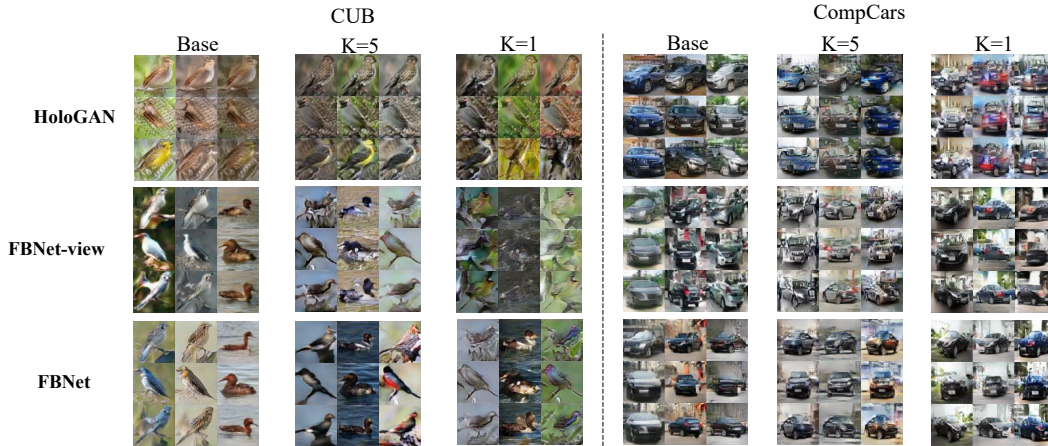 CUB
CompCars
Base K=5 K=1 Base K=5 K=1
HoloGAN
FBNet-view
FBNet